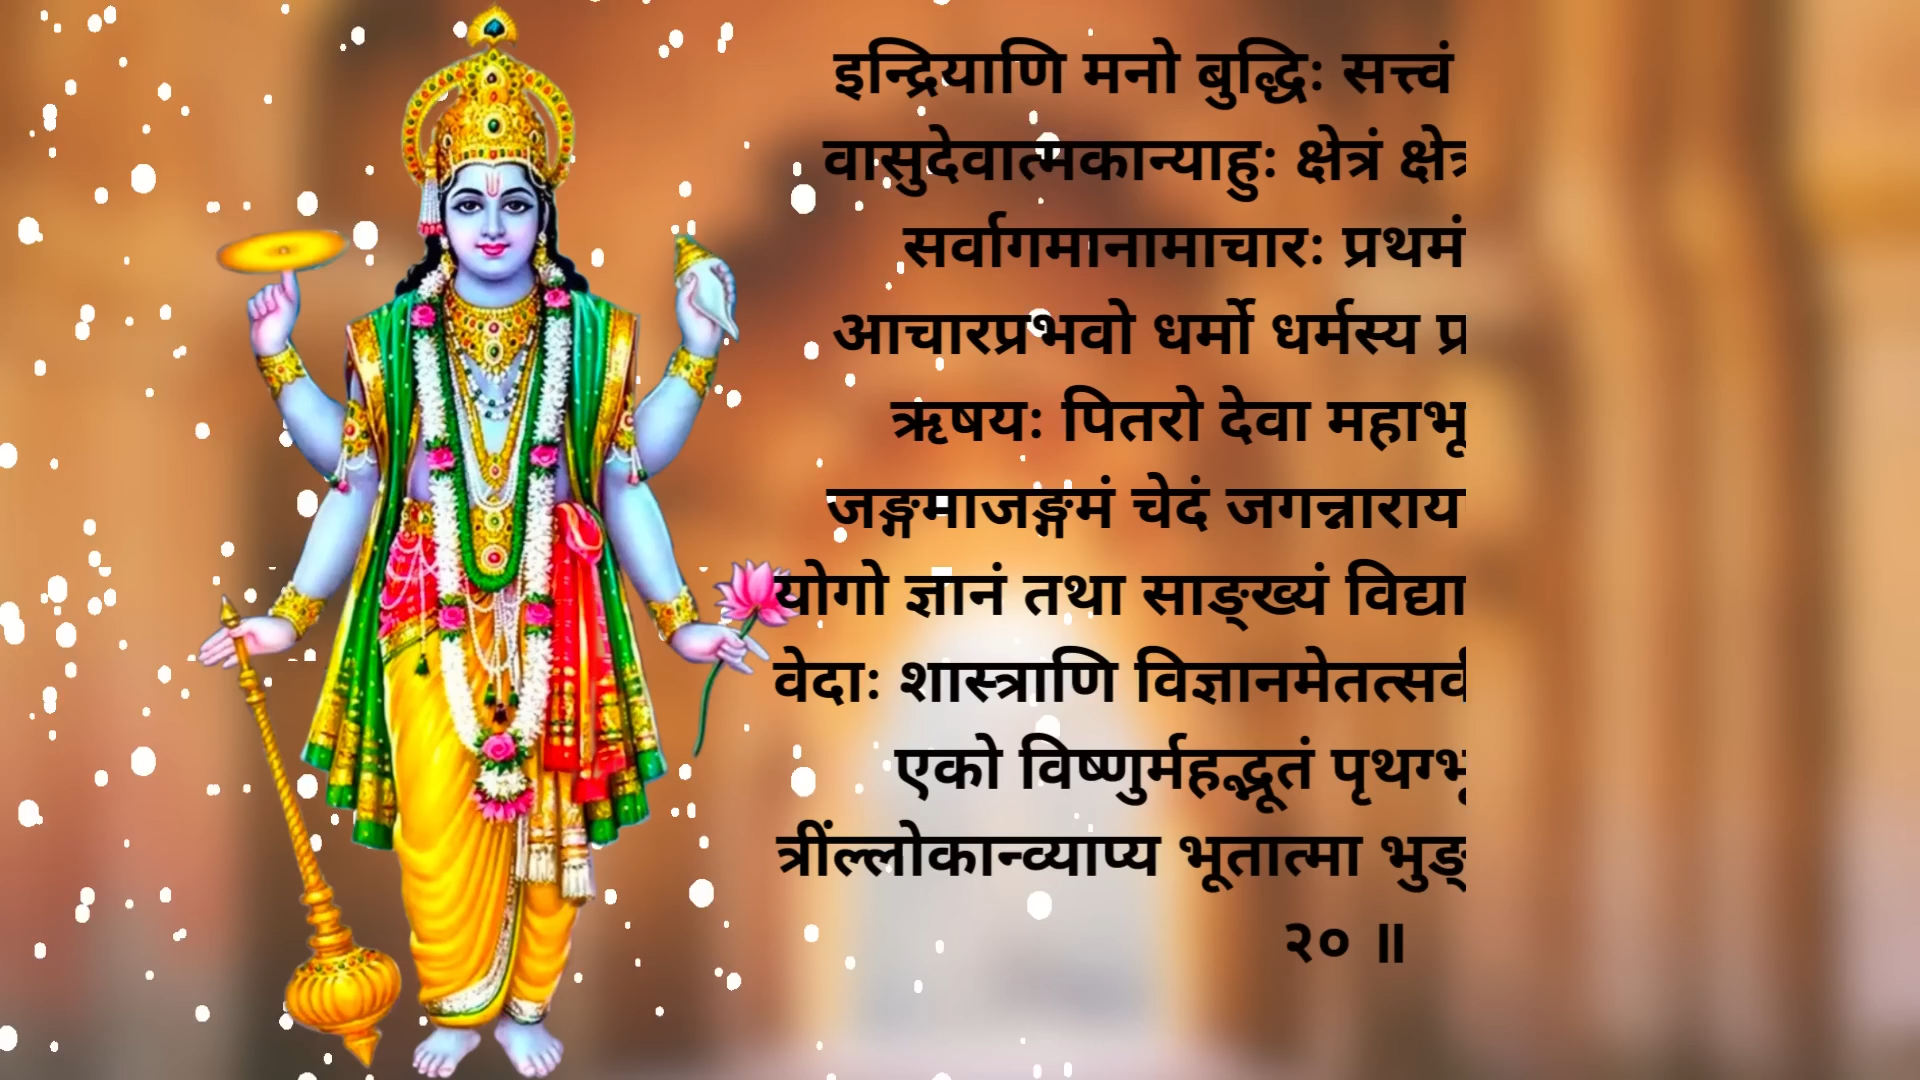 इन्द्रियाणि मनो बुद्धिः सत्त्वं
वासुदेवात्मकान्याहुः क्षेत्रं
सर्वागमानामाचारः प्रथमं
आचारप्रभवो धर्मो धर्मस्य
ऋषयः पितरो देवा
जङ्गमाजङ्गमं चेदं
योगो ज्ञानं तथा साङ्ख्यं
वेदाः शास्त्राणि
एको विष्णुर्महद्भूतं
त्रींल्लोकान्व्याप्य भूतात्मा
२० ॥